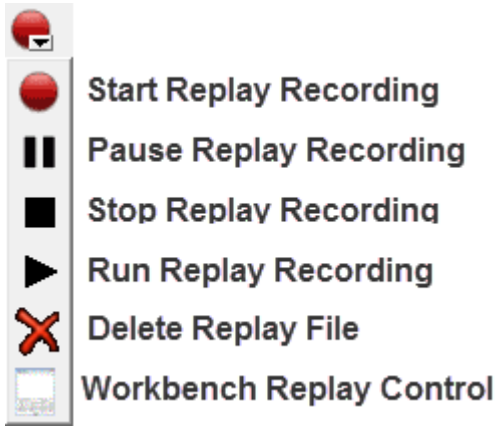 Start Replay Recording
Pause Replay Recording
Stop Replay Recording
Run Replay Recording
Delete Replay File
Workbench Replay Control